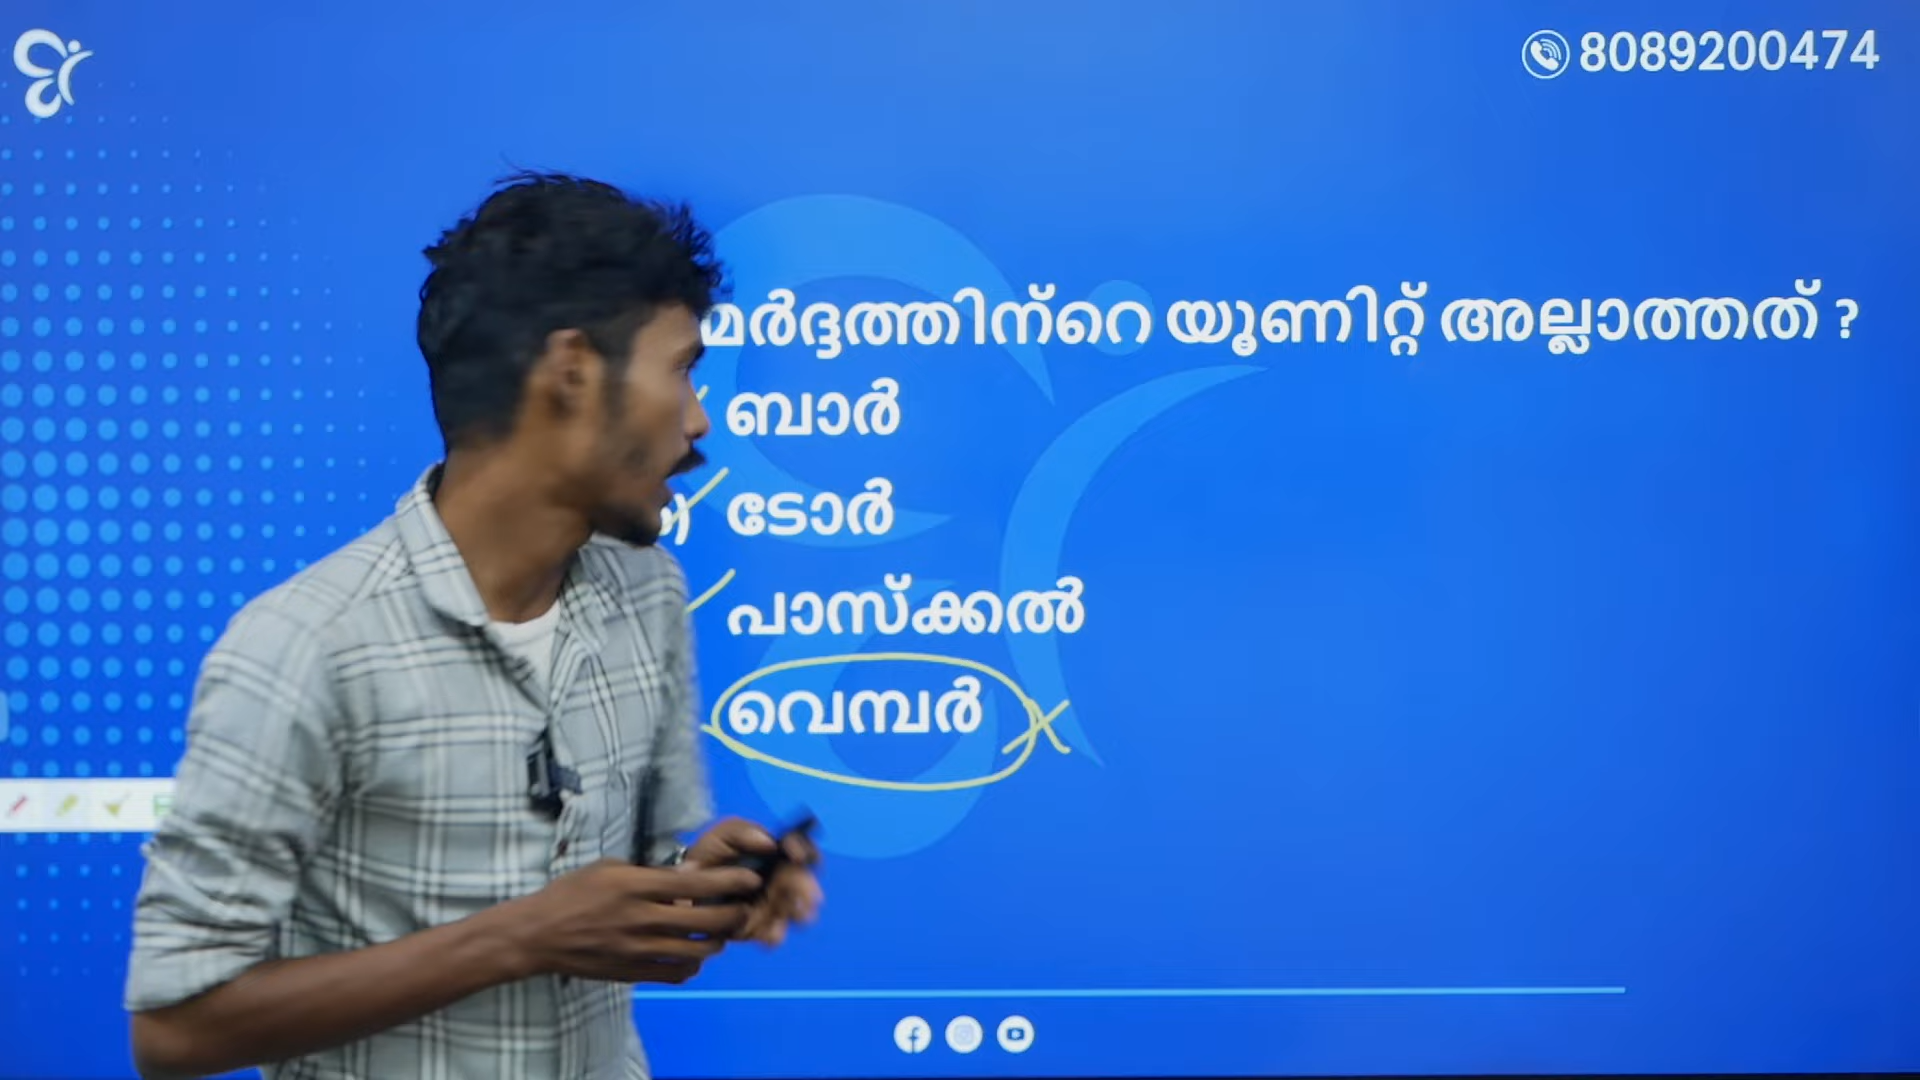 8089200474
മർദ്ദത്തിന്റെ യൂണിറ്റ് അല്ലാത്തത് ?
ബാർ
ടോർ
പാസ്ക്കൽ
വെമ്പർ